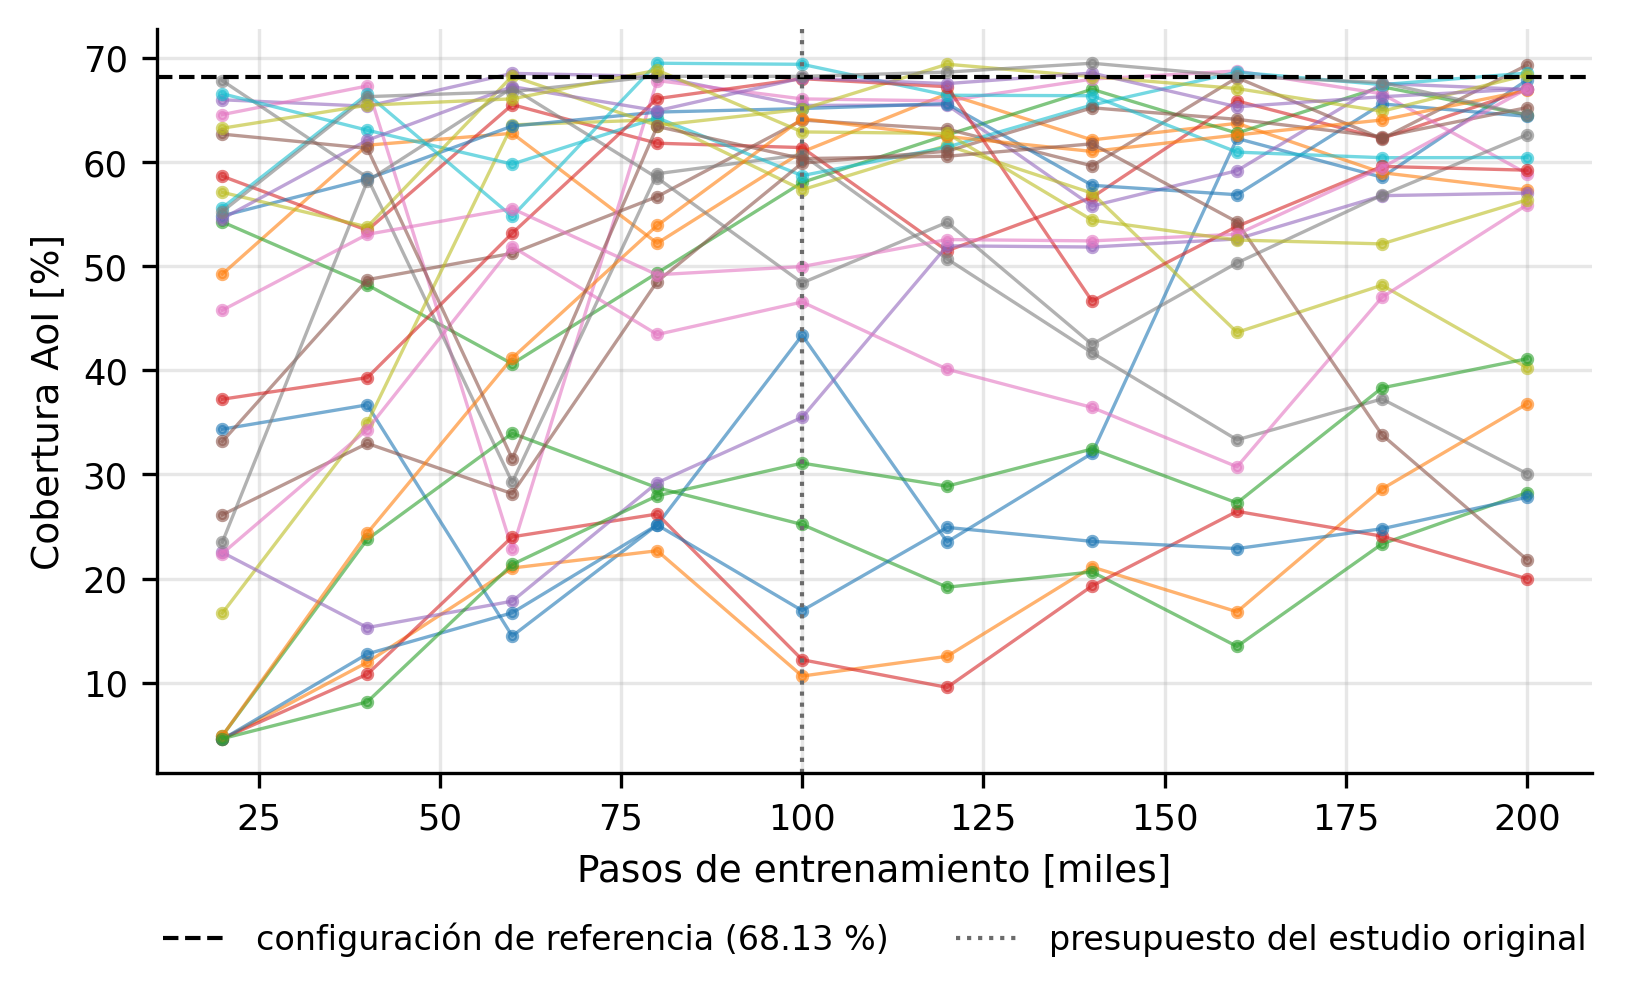 Cobertura AoI [%]
70
60
50
40
30
20
10
25 50 75 100 125 150 175 200
Pasos de entrenamiento [miles]
configuración de referencia (68.13 %) presupuesto del estudio original